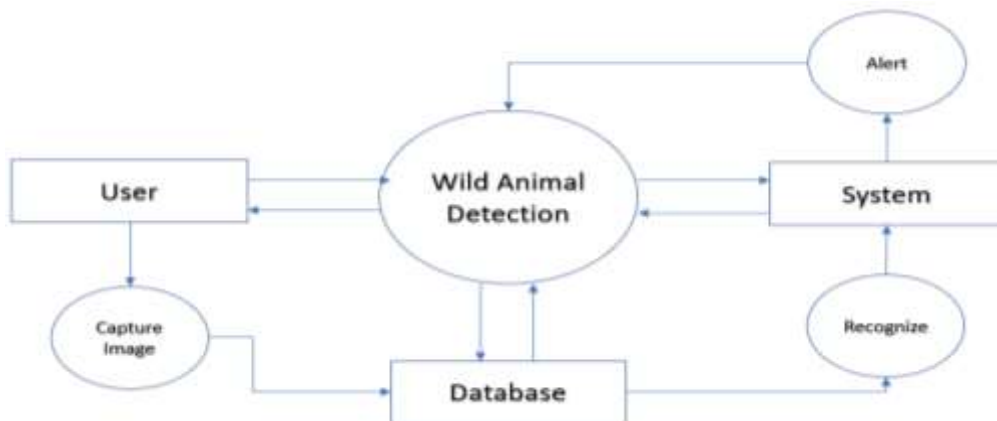 Alert
User
Wild Animal
Detection
System
Capture
Image
Recognize
Database